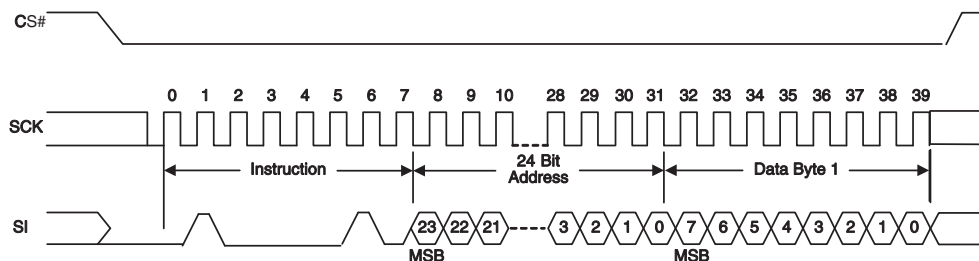 CS#
0 1 2 3 4 5 6 7 8 9 10 28 29 30 31 32 33 34 35 36 37 38 39
SCK
Instruction 24 Bit Address Data Byte 1
SI 23 22 21 3 2 1 0 7 6 5 4 3 2 1 0
MSB MSB